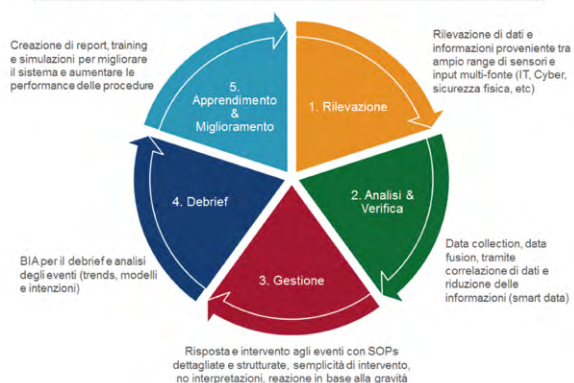 Creazione di report, training
e simulazioni per migliorare
il sistema e aumentare le
performance delle procedure
Rilevazione di dati e
informazioni proveniente tra
ampio range di sensori e
input multi-fonte (IT, Cyber,
sicurezza fisica, etc)
5.
Apprendimento
&
Miglioramento
1. Rilevazione
4. Debrief
2. Analisi &
Verifica
3. Gestione
BIA per il debrief e analisi
degli eventi (trends, modelli
e intenzioni)
Data collection, data
fusion, tramite
correlazione di dati e
riduzione delle
informazioni (smart data)
Risposta e intervento agli eventi con SOPs
dettagliate e strutturate, semplicità di intervento,
no interpretazioni, reazione in base alla gravità